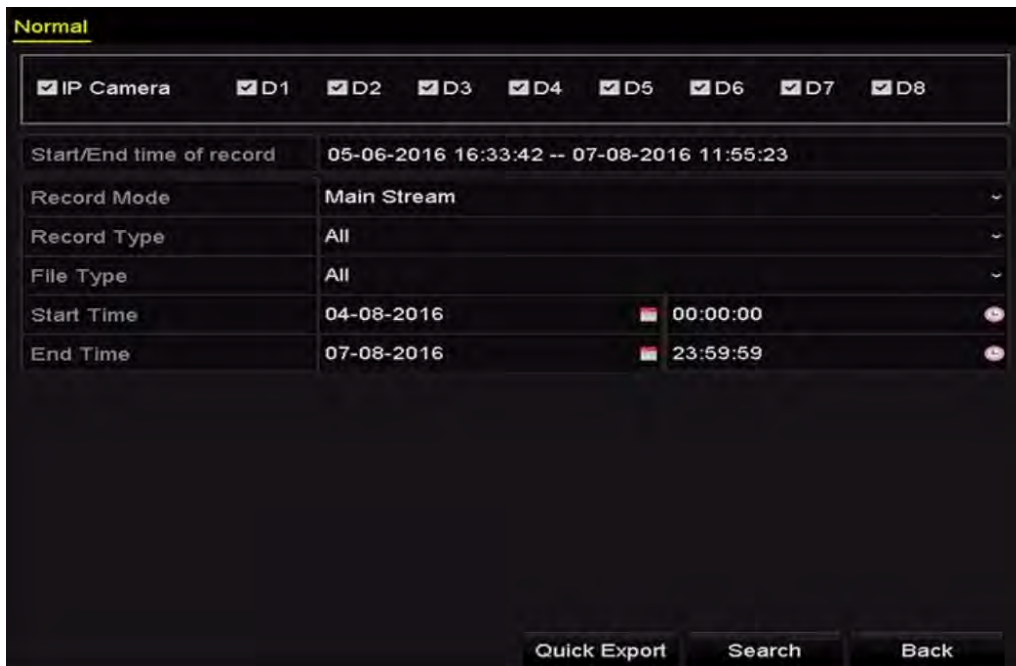 Normal
IP Camera D1 D2 D3 D4 D5 D6 D7 D8
Start/End time of record 05-06-2016 16:33:42 -- 07-08-2016 11:55:23
Record Mode Main Stream
Record Type All
File Type All
Start Time 04-08-2016 00:00:00
End Time 07-08-2016 23:59:59
Quick Export Search Back